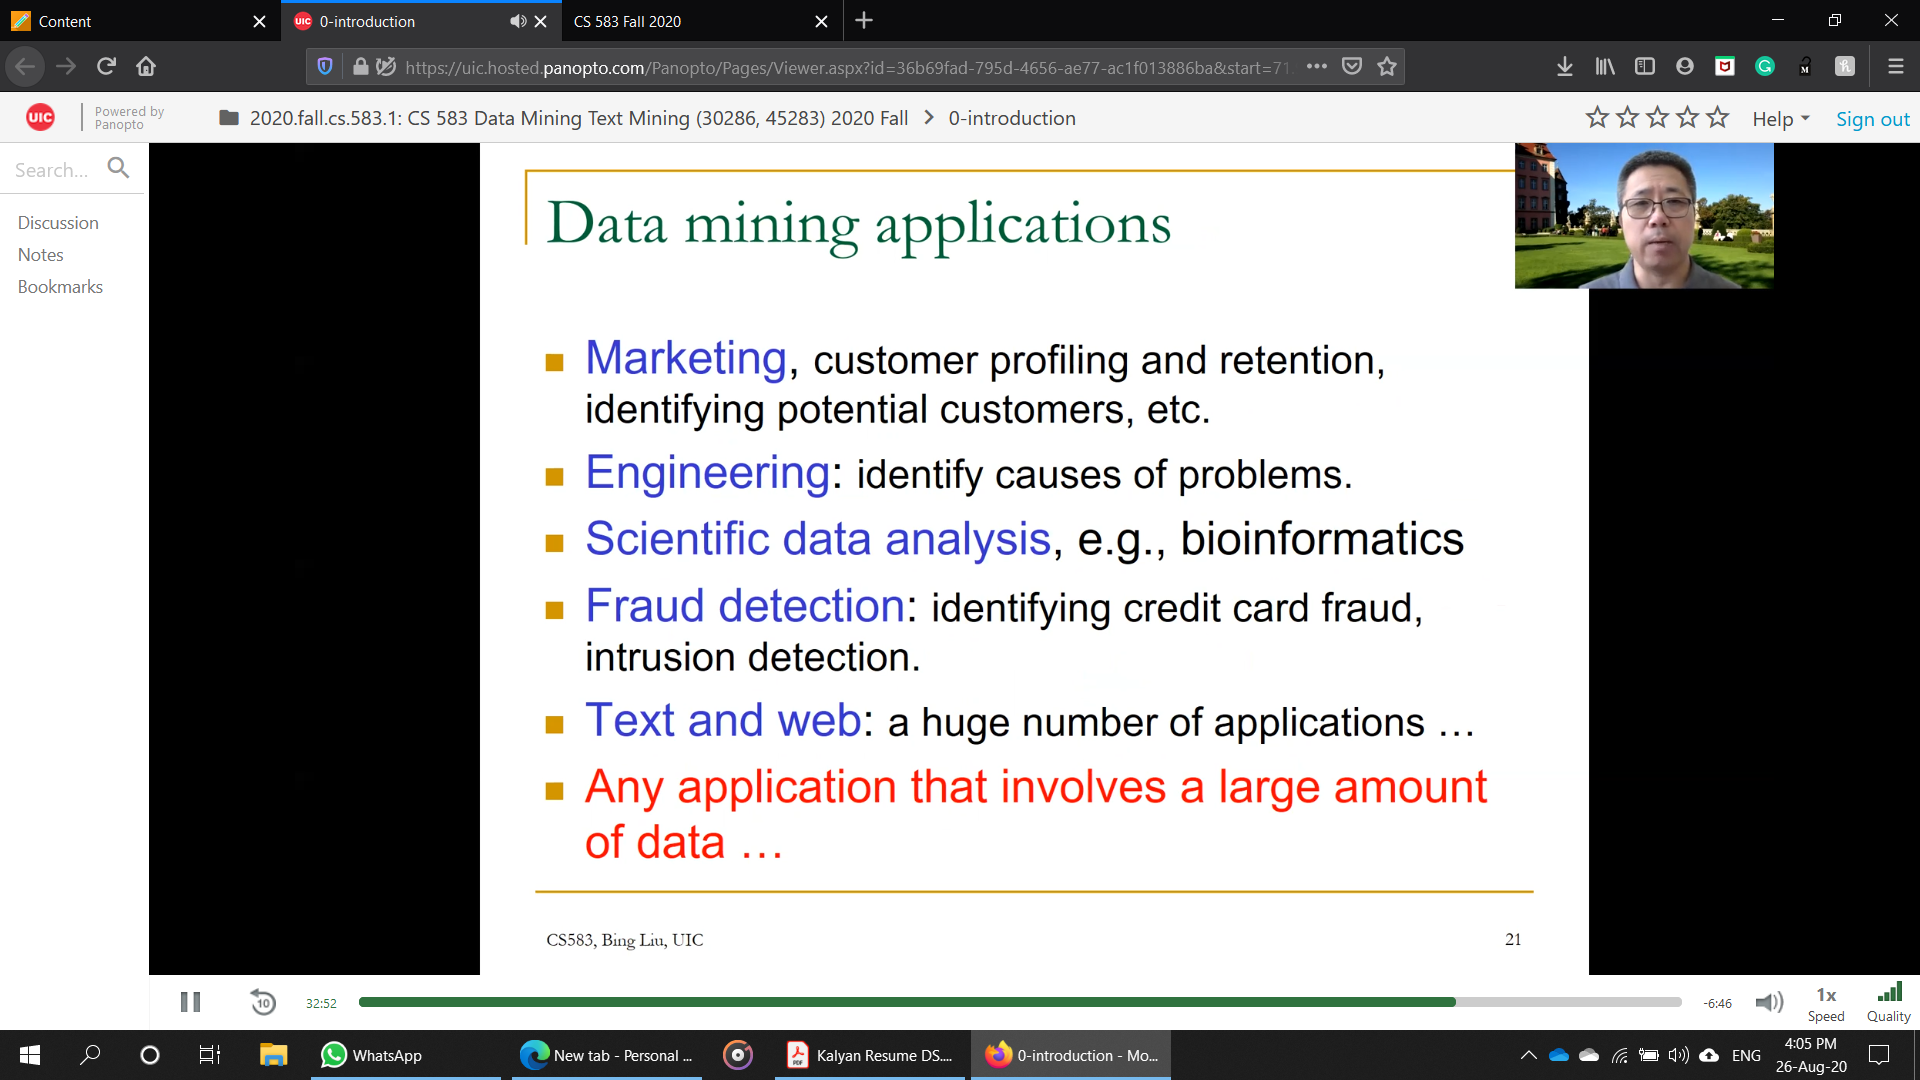 Content
UIC 0-introduction
CS 583 Fall 2020
https://uic.hosted.panopto.com/Panopto/Pages/Viewer.aspx?id=36b69fad-795d-4656-ae77-ac1f013886ba&start=71.
UIC
Powered by
Panopto
2020.fall.cs.583.1: CS 583 Data Mining Text Mining (30286, 45283) 2020 Fall > 0-introduction
Help
Sign out
Search...
Discussion
Notes
Bookmarks
Data mining applications
Marketing, customer profiling and retention,
identifying potential customers, etc.
Engineering: identify causes of problems.
Scientific data analysis, e.g., bioinformatics
Fraud detection: identifying credit card fraud,
intrusion detection.
Text and web: a huge number of applications …
Any application that involves a large amount
of data …
CS583, Bing Liu, UIC
21
10
32:52
-6:46
1x
Speed
Quality
WhatsApp
New tab - Personal ...
PDF
Kalyan Resume DS....
0-introduction - Mo...
ENG
4:05 PM
26-Aug-20